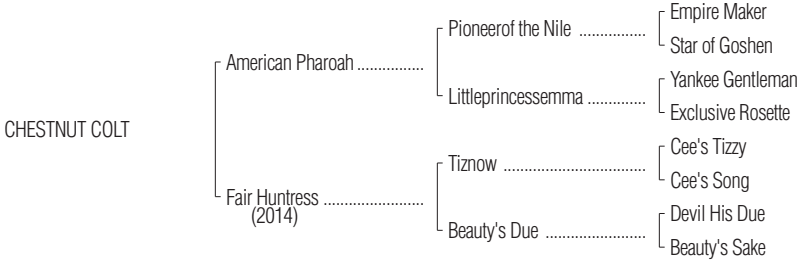 Empire Maker
Pioneerof the Nile ................
Star of Goshen
American Pharoah ................
Yankee Gentleman
Littleprincessemma ..............
Exclusive Rosette
CHESTNUT COLT
Cee's Tizzy
Tiznow ..................................
Cee's Song
Fair Huntress ........................
(2014)
Devil His Due
Beauty's Due ........................
Beauty's Sake